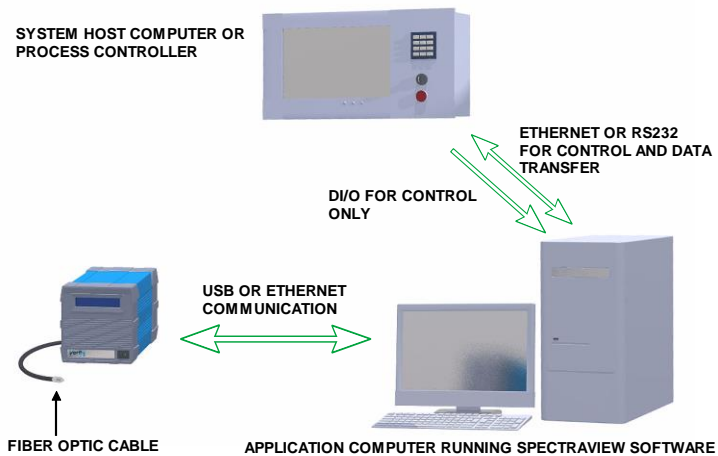 SYSTEM HOST COMPUTER OR
PROCESS CONTROLLER
ETHERNET OR RS232
FOR CONTROL AND DATA
TRANSFER
DI/O FOR CONTROL
ONLY
USB OR ETHERNET
COMMUNICATION
Verity
FIBER OPTIC CABLE
APPLICATION COMPUTER RUNNING SPECTRAVIEW SOFTWARE